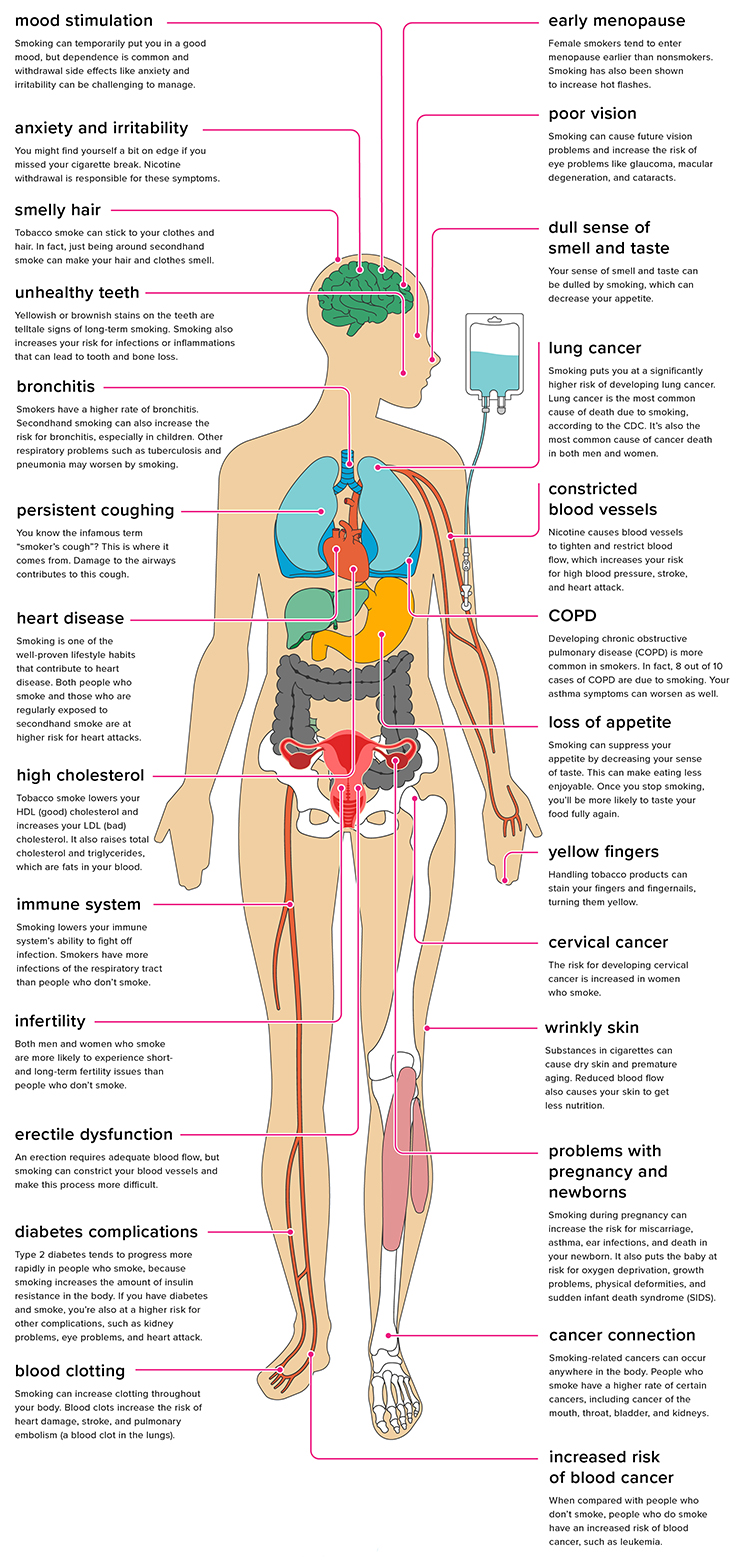 mood stimulation
Smoking can temporarily put you in a good
mood, but dependence is common and
withdrawal side effects like anxiety and
irritability can be challenging to manage.
anxiety and irritability
You might find yourself a bit on edge if you
missed your cigarette break. Nicotine
withdrawal is responsible for these symptoms.
smelly hair
Tobacco smoke can stick to your clothes and
hair. In fact, just being around secondhand
smoke can make your hair and clothes smell.
unhealthy teeth
Yellowish or brownish stains on the teeth are
telltale signs of long-term smoking. Smoking also
increases your risk for infections or inflammations
that can lead to tooth and bone loss.
bronchitis
Smokers have a higher rate of bronchitis.
Secondhand smoking can also increase the
risk for bronchitis, especially in children. Other
respiratory problems such as tuberculosis and
pneumonia may worsen by smoking.
persistent coughing
You know the infamous term
“smoker’s cough”? This is where it
comes from. Damage to the airways
contributes to this cough.
heart disease
Smoking is one of the
well-proven lifestyle habits
that contribute to heart
disease. Both people who
smoke and those who are
regularly exposed to
secondhand smoke are at
higher risk for heart attacks.
high cholesterol
Tobacco smoke lowers your
HDL (good) cholesterol and
increases your LDL (bad)
cholesterol. It also raises total
cholesterol and triglycerides,
which are fats in your blood.
immune system
Smoking lowers your immune
system’s ability to fight off
infection. Smokers have more
infections of the respiratory tract
than people who don’t smoke.
infertility
Both men and women who smoke
are more likely to experience short-
and long-term fertility issues than
people who don’t smoke.
erectile dysfunction
An erection requires adequate blood flow, but
smoking can constrict your blood vessels and
make this process more difficult.
diabetes complications
Type 2 diabetes tends to progress more
rapidly in people who smoke, because
smoking increases the amount of insulin
resistance in the body. If you have diabetes
and smoke, you’re also at a higher risk for
other complications, such as kidney
problems, eye problems, and heart attack.
blood clotting
Smoking can increase clotting throughout
your body. Blood clots increase the risk of
heart damage, stroke, and pulmonary
embolism (a blood clot in the lungs).
early menopause
Female smokers tend to enter
menopause earlier than nonsmokers.
Smoking has also been shown
to increase hot flashes.
poor vision
Smoking can cause future vision
problems and increase the risk of
eye problems like glaucoma, macular
degeneration, and cataracts.
dull sense of
smell and taste
Your sense of smell and taste can
be dulled by smoking, which can
decrease your appetite.
lung cancer
Smoking puts you at a significantly
higher risk of developing lung cancer.
Lung cancer is the most common
cause of death due to smoking,
according to the CDC. It’s also the
most common cause of cancer death
in both men and women.
constricted
blood vessels
Nicotine causes blood vessels
to tighten and restrict blood
flow, which increases your risk
for high blood pressure, stroke,
and heart attack.
COPD
Developing chronic obstructive
pulmonary disease (COPD) is more
common in smokers. In fact, 8 out of 10
cases of COPD are due to smoking. Your
asthma symptoms can worsen as well.
loss of appetite
Smoking can suppress your
appetite by decreasing your sense
of taste. This can make eating less
enjoyable. Once you stop smoking,
you’ll be more likely to taste your
food fully again.
yellow fingers
Handling tobacco products can
stain your fingers and fingernails,
turning them yellow.
cervical cancer
The risk for developing cervical
cancer is increased in women
who smoke.
wrinkly skin
Substances in cigarettes can
cause dry skin and premature
aging. Reduced blood flow
also causes your skin to get
less nutrition.
problems with
pregnancy and
newborns
Smoking during pregnancy can
increase the risk for miscarriage,
asthma, ear infections, and death in
your newborn. It also puts the baby at
risk for oxygen deprivation, growth
problems, physical deformities, and
sudden infant death syndrome (SIDS).
cancer connection
Smoking-related cancers can occur
anywhere in the body. People who
smoke have a higher rate of certain
cancers, including cancer of the
mouth, throat, bladder, and kidneys.
increased risk
of blood cancer
When compared with people who
don’t smoke, people who do smoke
have an increased risk of blood
cancer, such as leukemia.